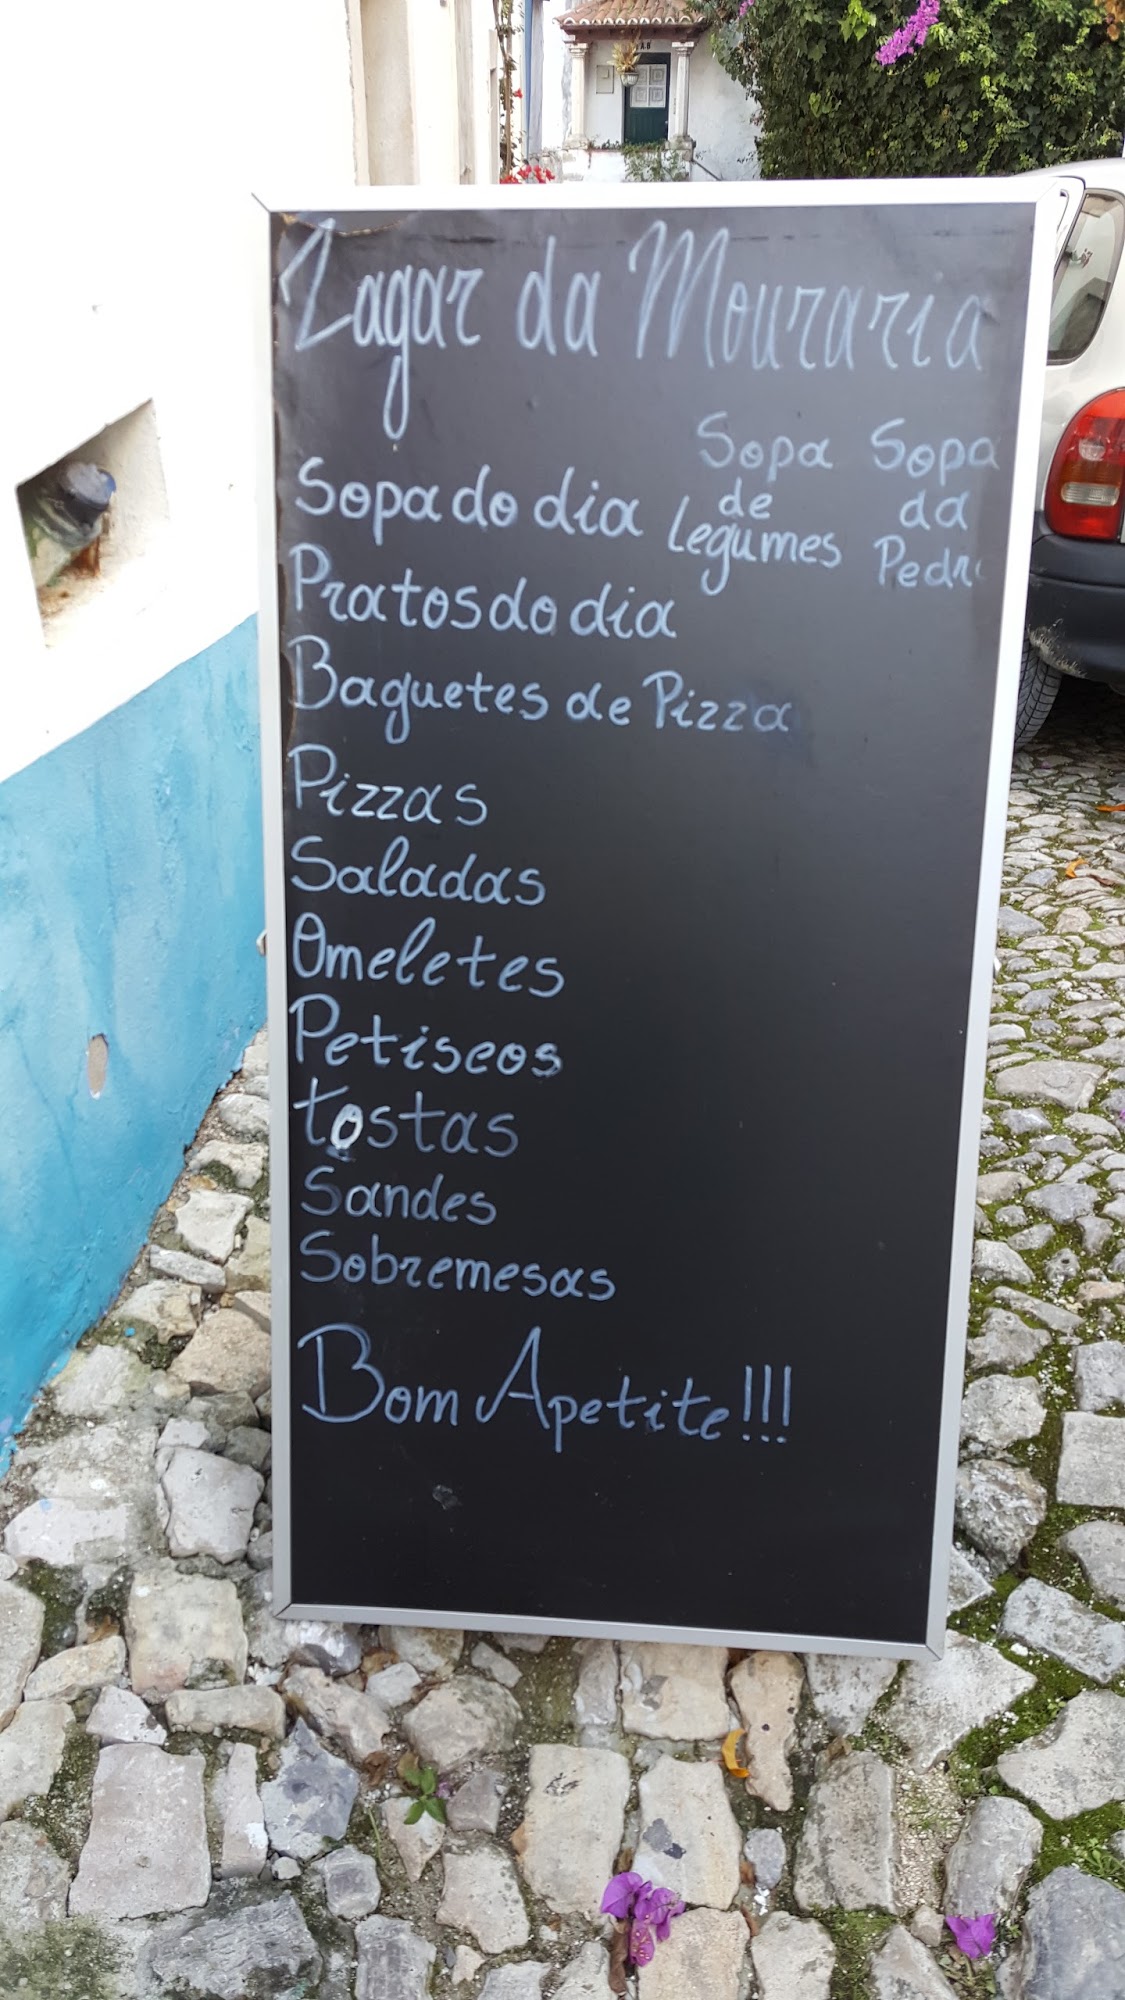 Lagar da Mouraria
Sopa do dia
Sopa
de
Legumes
Sopa
da
Pedra
Pratos do dia
Baguetes de Pizza
Pizzas
Saladas
Omeletes
Petiscos
tostas
Sandes
Sobremesas
Bom Apetite!!!